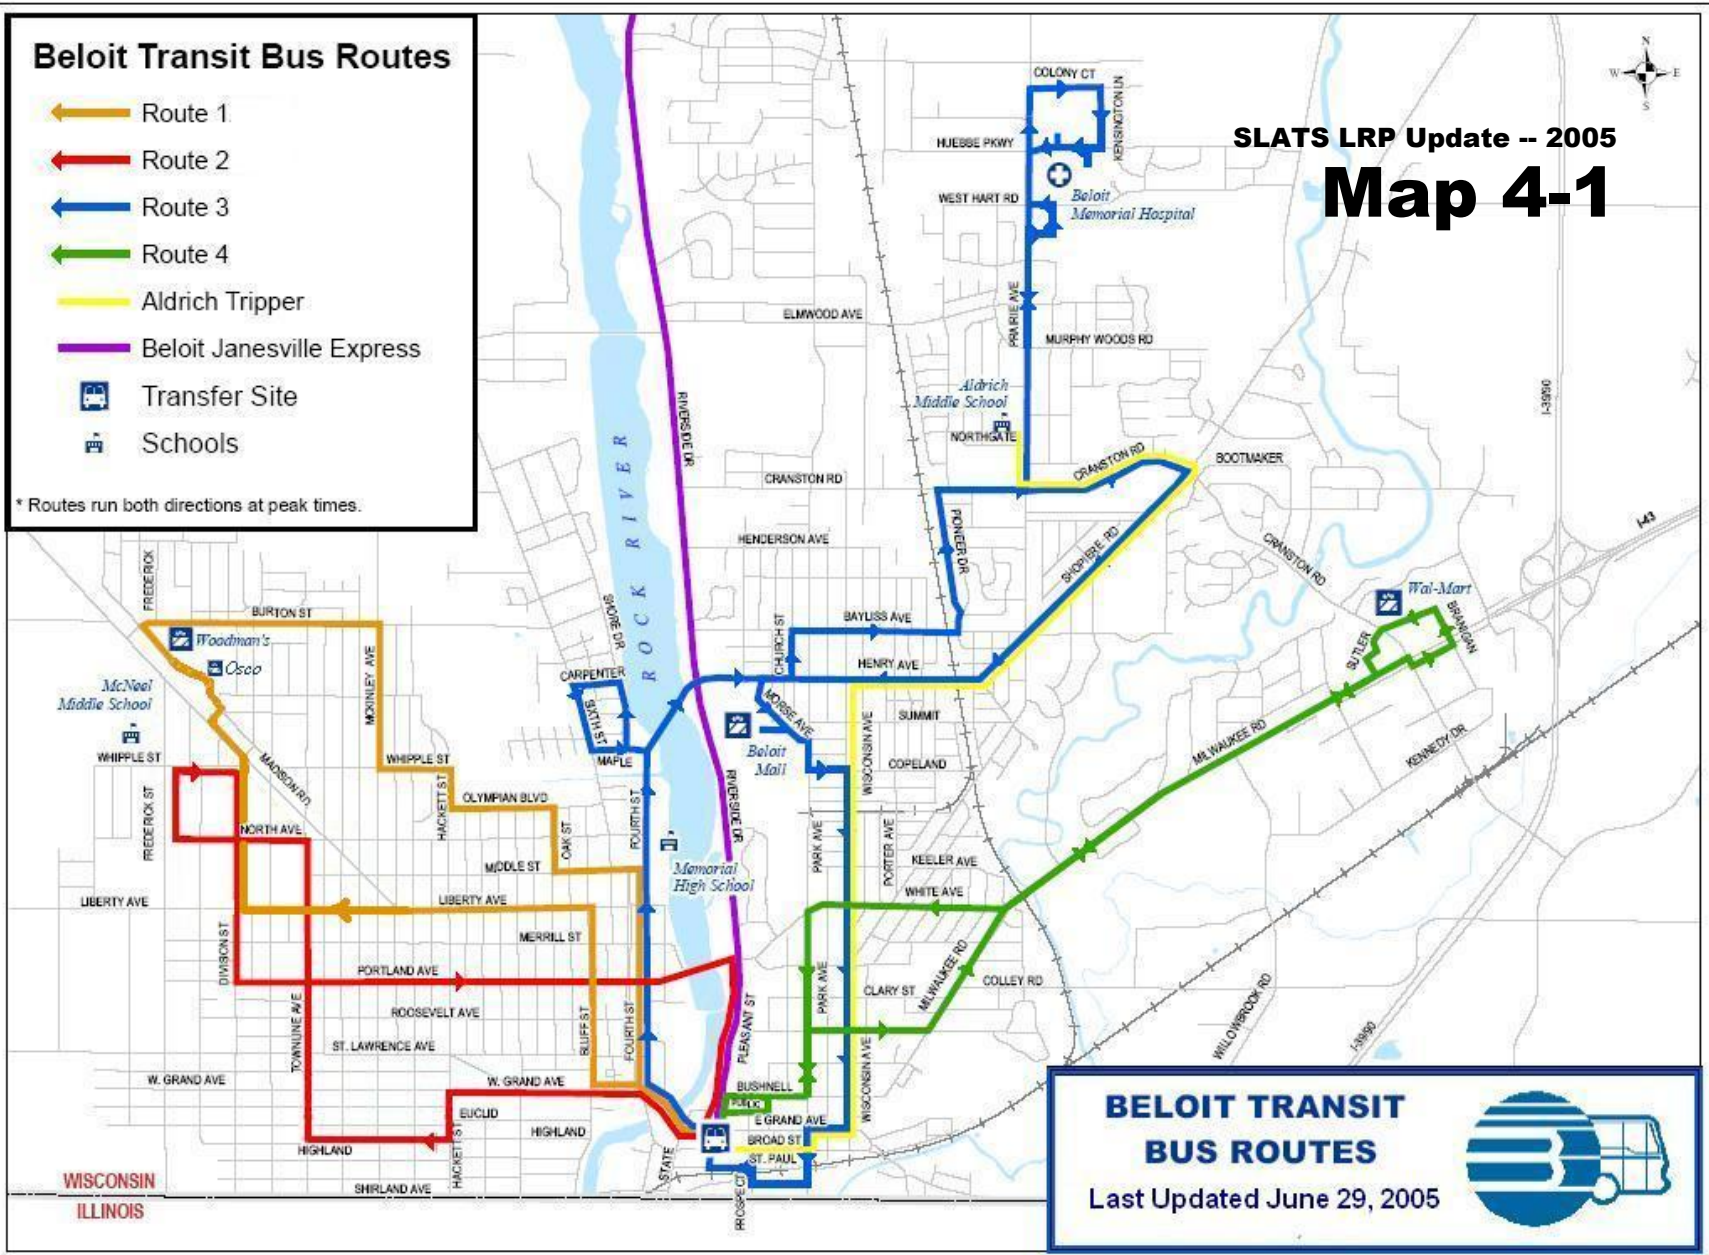 Beloit Transit Bus Routes
Route 1
Route 2
Route 3
Route 4
Aldrich Tripper
Beloit Janesville Express
Transfer Site
Schools
* Routes run both directions at peak times.
N
W
E
S
SLATS LRP Update -- 2005
Map 4-1
COLONY CT
KENSINGTON LN
HUEBBE PKWY
WEST HART RD
Beloit
Memorial Hospital
PRAIRIE AVE
ELMWOOD AVE
MURPHY WOODS RD
Aldrich
Middle School
NORTHGATE
RIVERSIDE DR
I-39/90
CRANSTON RD
CRANSTON RD
BOOTMAKER
ROCK RIVER
PIONEER DR
HENDERSON AVE
SHOPIERE RD
CRANSTON RD
I-43
Wal-Mart
BRANIGAN
SUTLER
FREDERICK
BURTON ST
SHORE DR
Woodman's
Osco
MCKINLEY AVE
McNeel
Middle School
CHURCH ST
BAYLISS AVE
HENRY AVE
CARPENTER
SIXTH ST
MORSE AVE
SUMMIT
WISCONSIN AVE
Beloit
Mall
MAPLE
COPELAND
MILWAUKEE RD
KENNEDY DR
WHIPPLE ST
MADISON RD
WHIPPLE ST
HACKETT ST
OLYMPIAN BLVD
FREDERICK ST
NORTH AVE
OAK ST
FOURTH ST
RIVERSIDE DR
PARK AVE
PORTER AVE
KEELER AVE
MIDDLE ST
Memorial
High School
WHITE AVE
LIBERTY AVE
LIBERTY AVE
DIVISION ST
MERRILL ST
PORTLAND AVE
MILWAUKEE RD
COLLEY RD
PARK AVE
CLARY ST
TOWNLINE AVE
ROOSEVELT AVE
BLUFF ST
FOURTH ST
PLEASANT ST
WILLOWBROOK RD
I-39/90
ST. LAWRENCE AVE
W. GRAND AVE
W. GRAND AVE
BUSHNELL
PUBLIC
WISCONSIN AVE
EUCLID
E GRAND AVE
HIGHLAND
HIGHLAND
HACKETT ST
BROAD ST
ST. PAUL
STATE
PROSPECT
SHIRLAND AVE
WISCONSIN
ILLINOIS
BELOIT TRANSIT
BUS ROUTES
Last Updated June 29, 2005